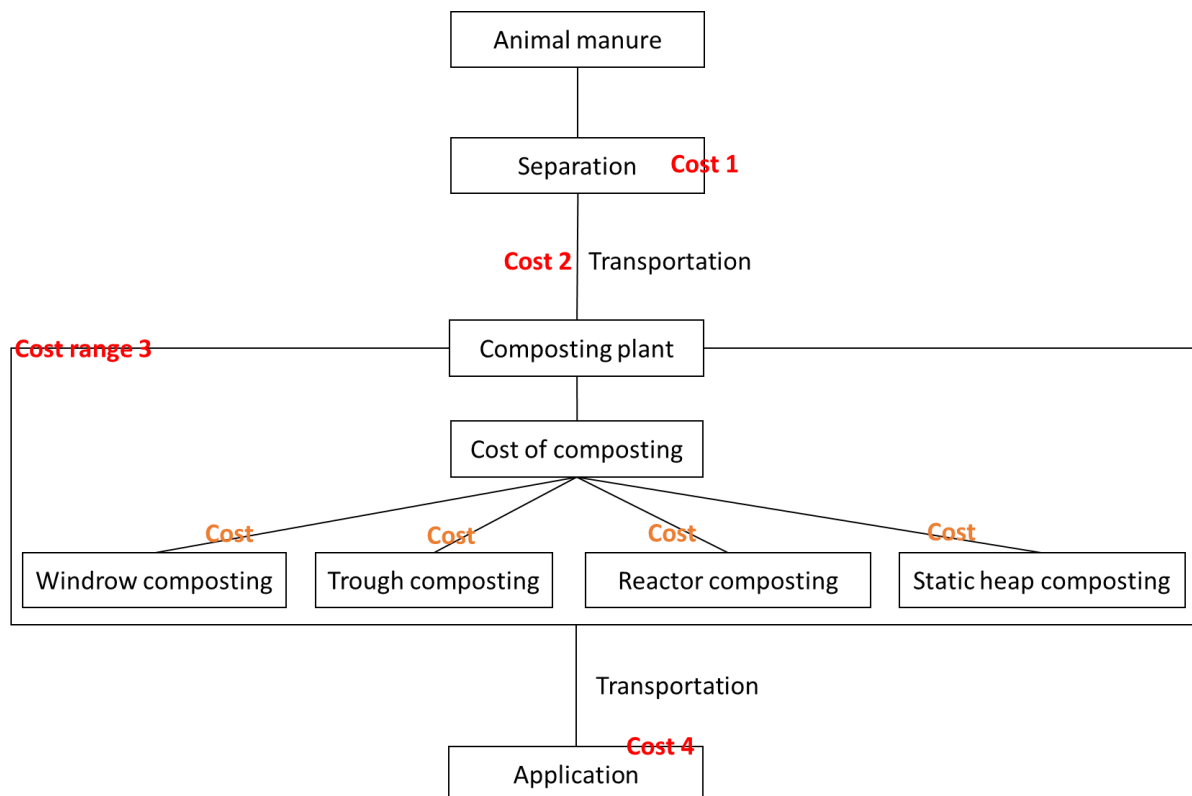 Animal manure
Separation
Cost 1
Cost 2
Transportation
Cost range 3
Composting plant
Cost of composting
Cost
Cost
Cost
Cost
Windrow composting
Trough composting
Reactor composting
Static heap composting
Transportation
Cost 4
Application